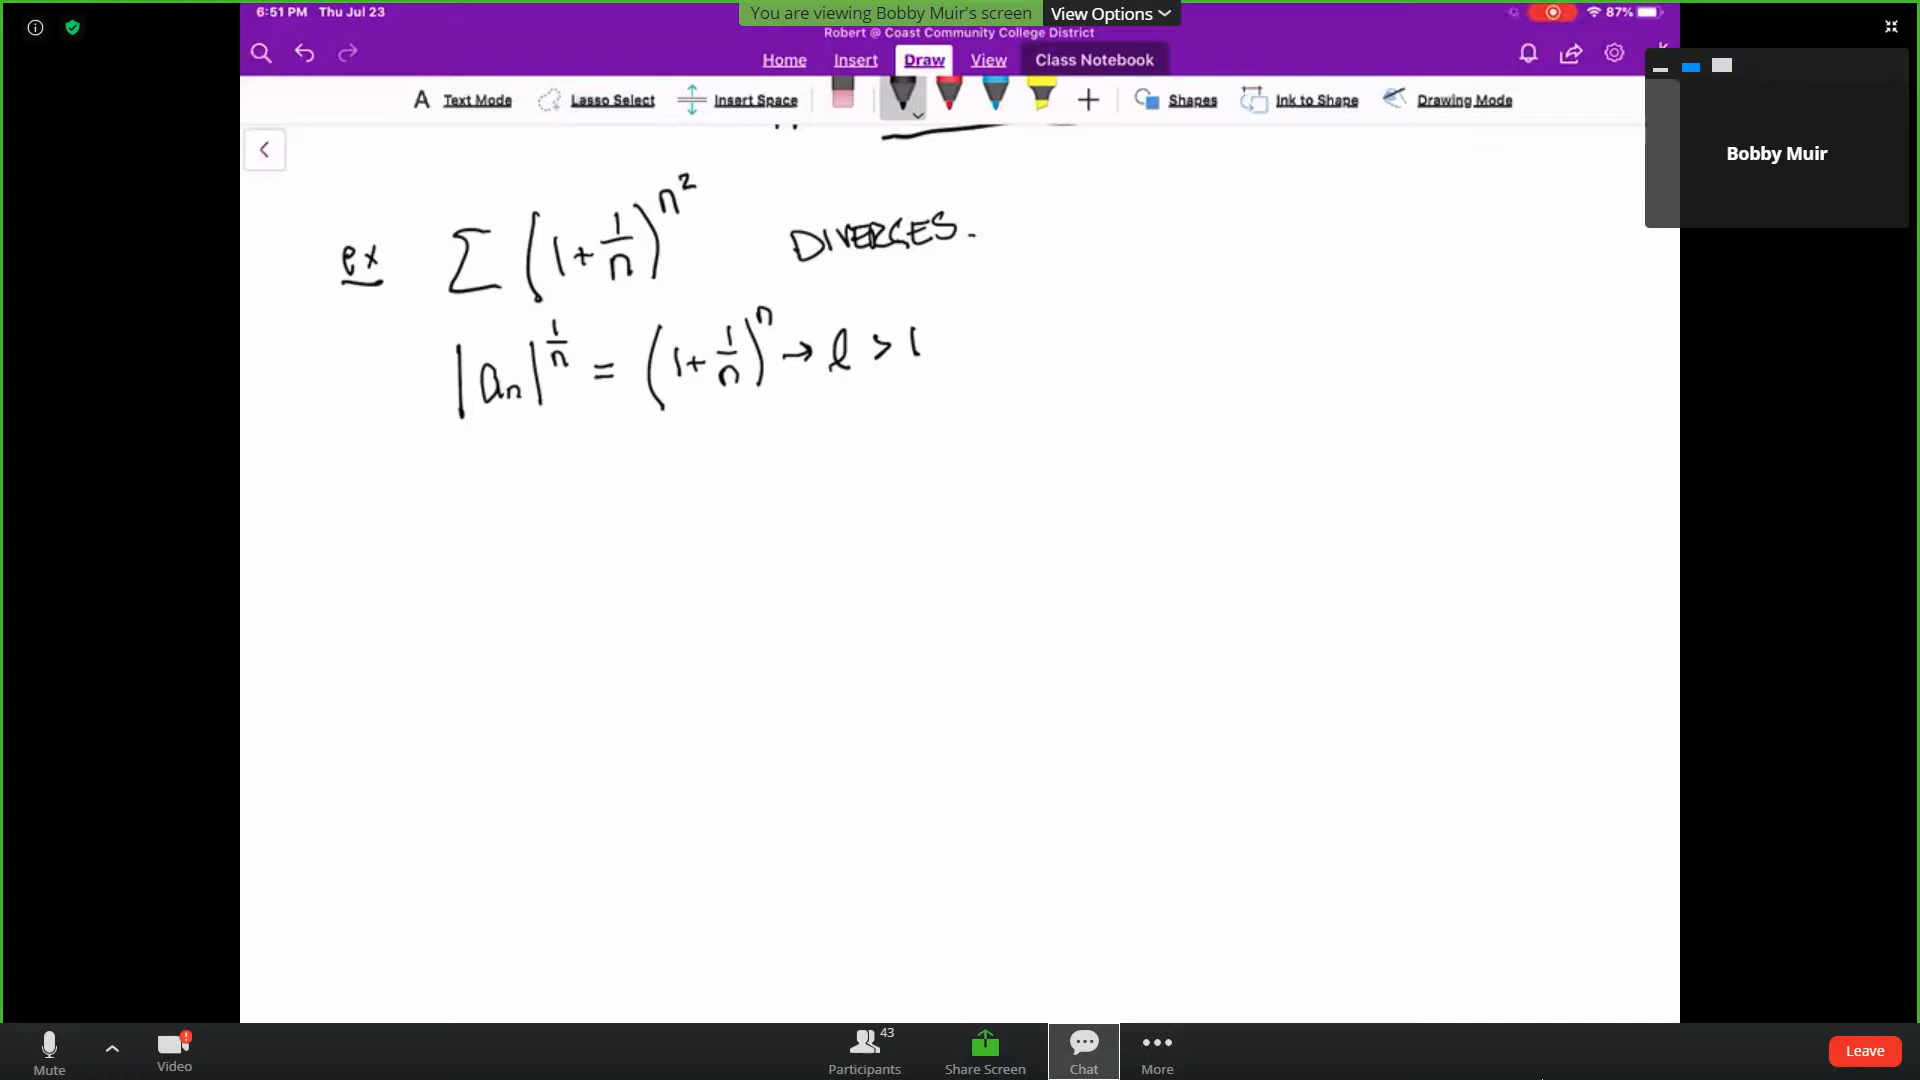 6:51 PM Thu Jul 23
You are viewing Bobby Muir's screen View Options
87%
Robert @ Coast Community College District
Home Insert Draw View Class Notebook
A Text Mode Lasso Select Insert Space Shapes Ink to Shape Drawing Mode
Bobby Muir
ex ∑ (1+1/n)^n² DIVERGES.
|aₙ|^(1/n) = (1+1/n)^n → e > 1
Mute Video Participants 43 Share Screen Chat More Leave